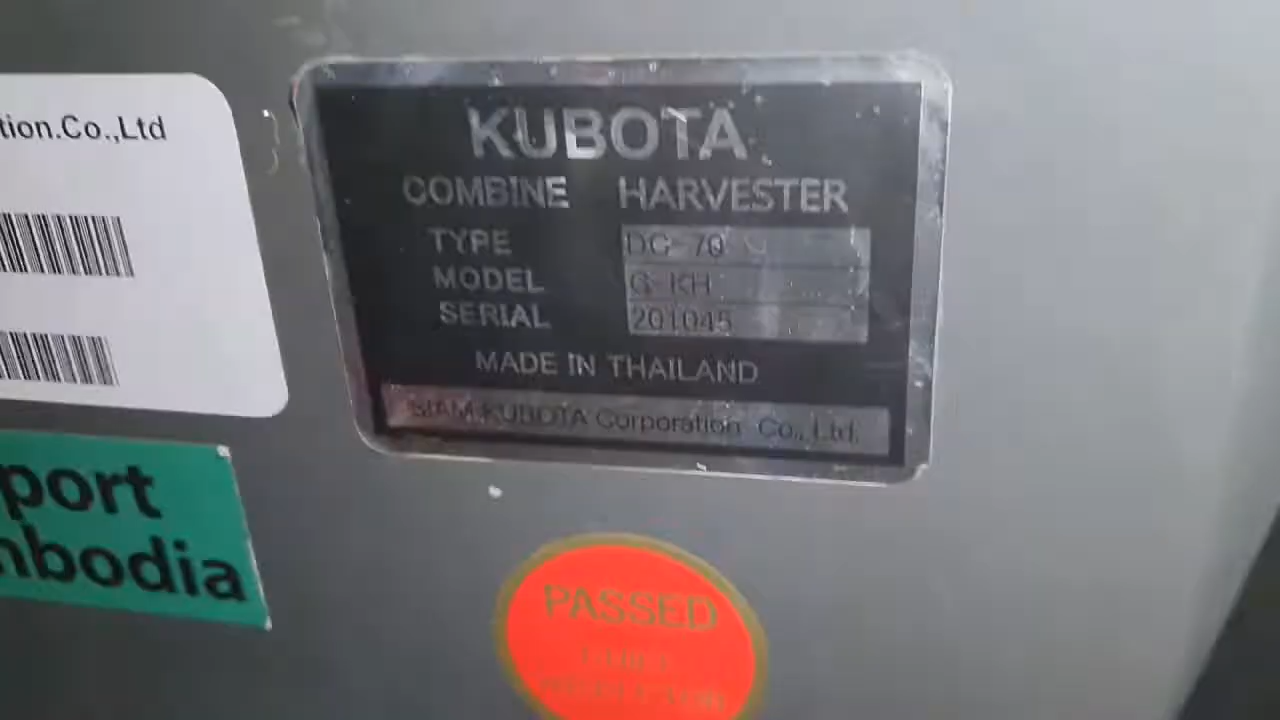 tion.Co.,Ltd
KUBOTA
COMBINE HARVESTER
TYPE DC-70
MODEL G-KH
SERIAL 201045
MADE IN THAILAND
SIAM KUBOTA Corporation Co., Ltd.
port
mbodia
PASSED